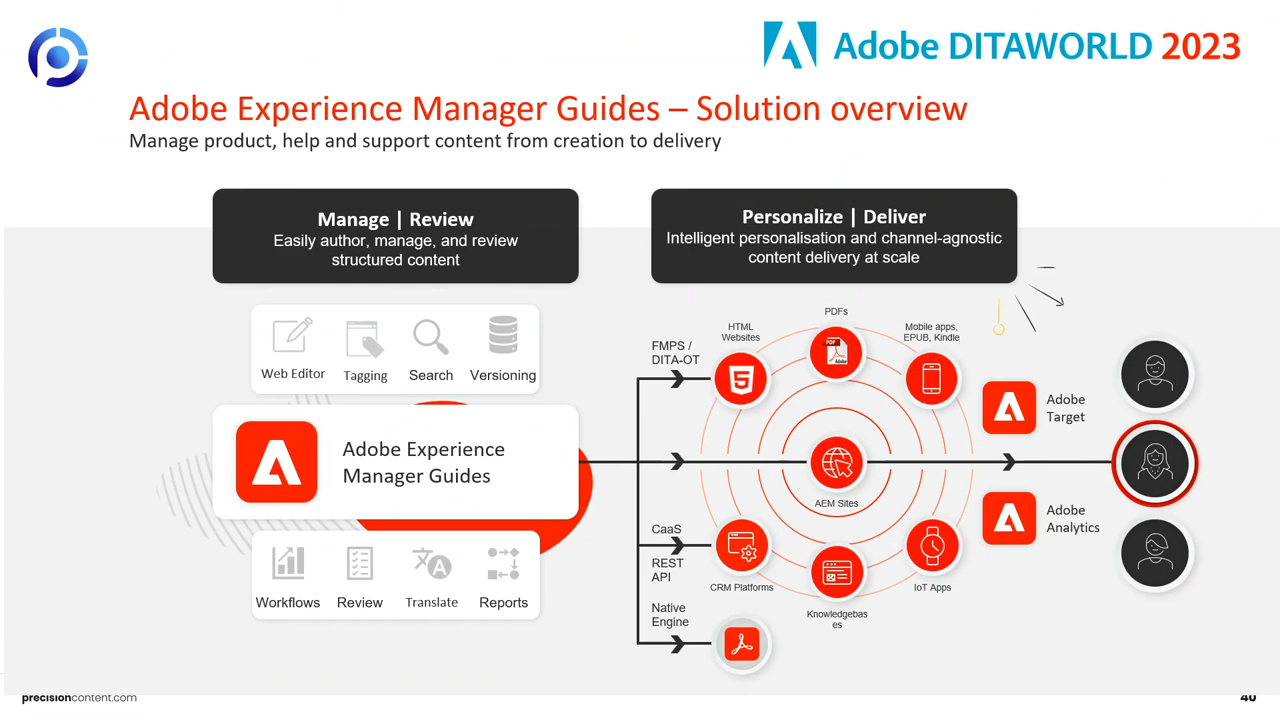 Adobe DITAWORLD 2023
Adobe Experience Manager Guides – Solution overview
Manage product, help and support content from creation to delivery
Manage | Review
Easily author, manage, and review
structured content
Personalize | Deliver
Intelligent personalisation and channel-agnostic
content delivery at scale
Web Editor
Tagging
Search
Versioning
Adobe Experience
Manager Guides
Workflows
Review
Translate
Reports
FMPS /
DITA-OT
HTML
Websites
PDFs
PDF
Adobe
Mobile apps,
EPUB, Kindle
AEM Sites
CaaS
REST
API
CRM Platforms
Knowledgebas
es
IoT Apps
Native
Engine
Adobe
Target
Adobe
Analytics
precisioncontent.com
40